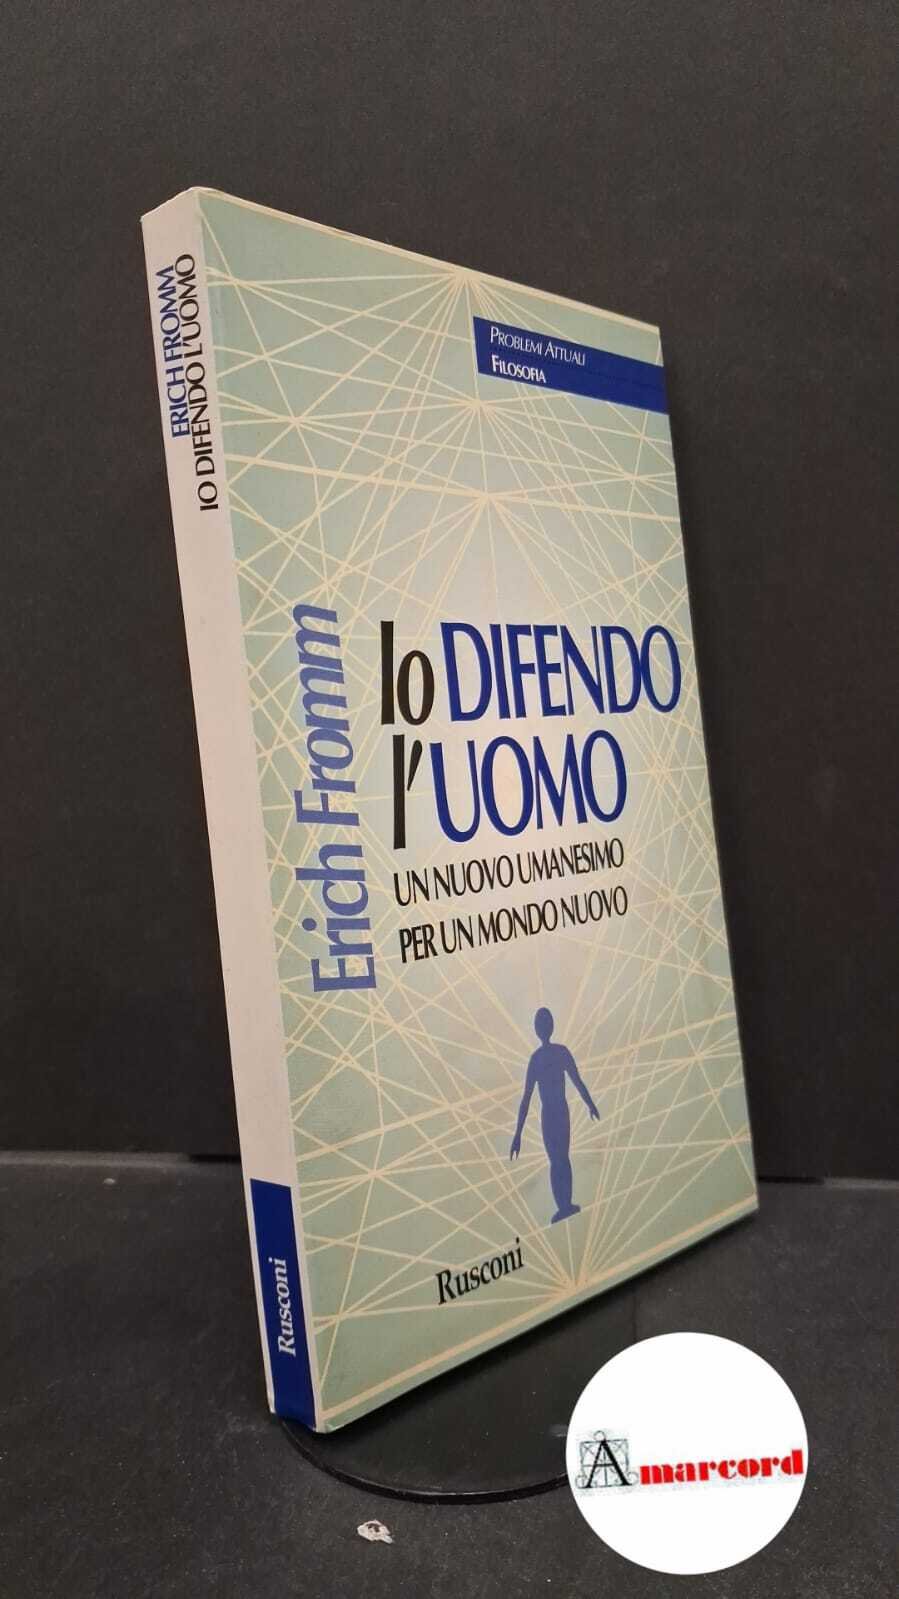 ERICH FROMM
IO DIFENDO L'UOMO
Rusconi
PROBLEMI ATTUALI
FILOSOFIA
Erich Fromm
Io DIFENDO
l'UOMO
UN NUOVO UMANESIMO
PER UN MONDO NUOVO
Rusconi
Amarcord